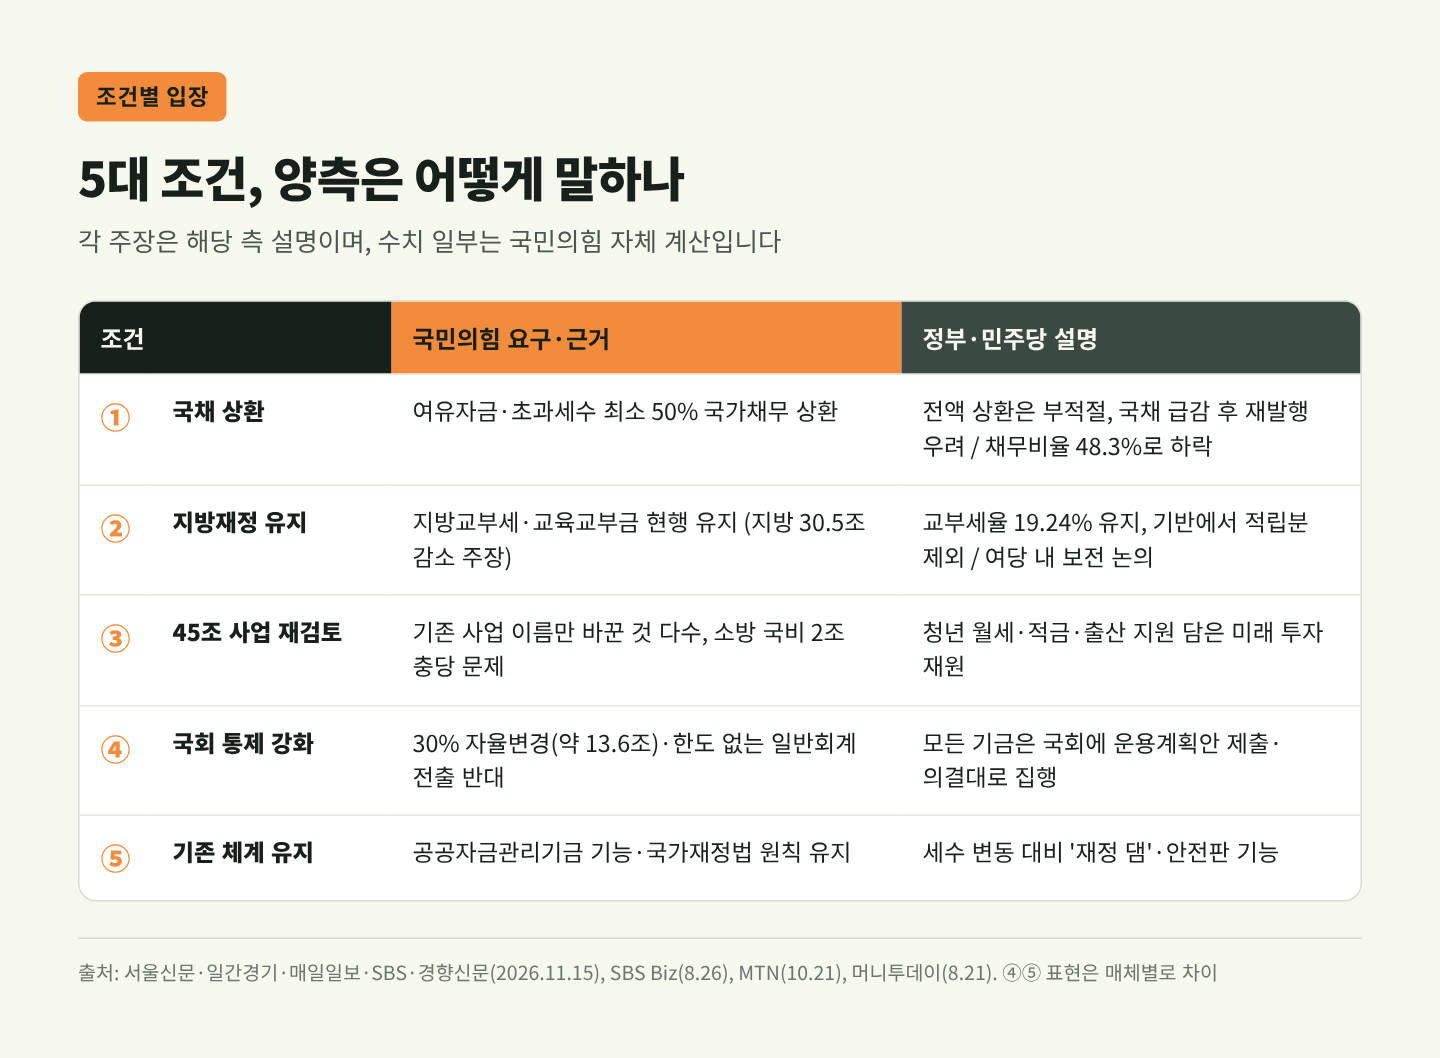 조건별 입장
5대 조건, 양측은 어떻게 말하나
각 주장은 해당 측 설명이며, 수치 일부는 국민의힘 자체 계산입니다
조건
국민의힘 요구·근거
정부·민주당 설명
① 국채 상환
여유자금·초과세수 최소 50% 국가채무 상환
전액 상환은 부적절, 국채 급감 후 재발행
우려 / 채무비율 48.3%로 하락
② 지방재정 유지
지방교부세·교육교부금 현행 유지 (지방 30.5조
감소 주장)
교부세율 19.24% 유지, 기반에서 적립분
제외 / 여당 내 보전 논의
③ 45조 사업 재검토
기존 사업 이름만 바꾼 것 다수, 소방 국비 2조
충당 문제
청년 월세·적금·출산 지원 담은 미래 투자
재원
④ 국회 통제 강화
30% 자율변경(약 13.6조)·한도 없는 일반회계
전출 반대
모든 기금은 국회에 운용계획안 제출·
의결대로 집행
⑤ 기존 체계 유지
공공자금관리기금 기능·국가재정법 원칙 유지
세수 변동 대비 '재정 댐'·안전판 기능
출처: 서울신문·일간경기·매일일보·SBS·경향신문(2026.11.15), SBS Biz(8.26), MTN(10.21), 머니투데이(8.21). ④⑤ 표현은 매체별로 차이